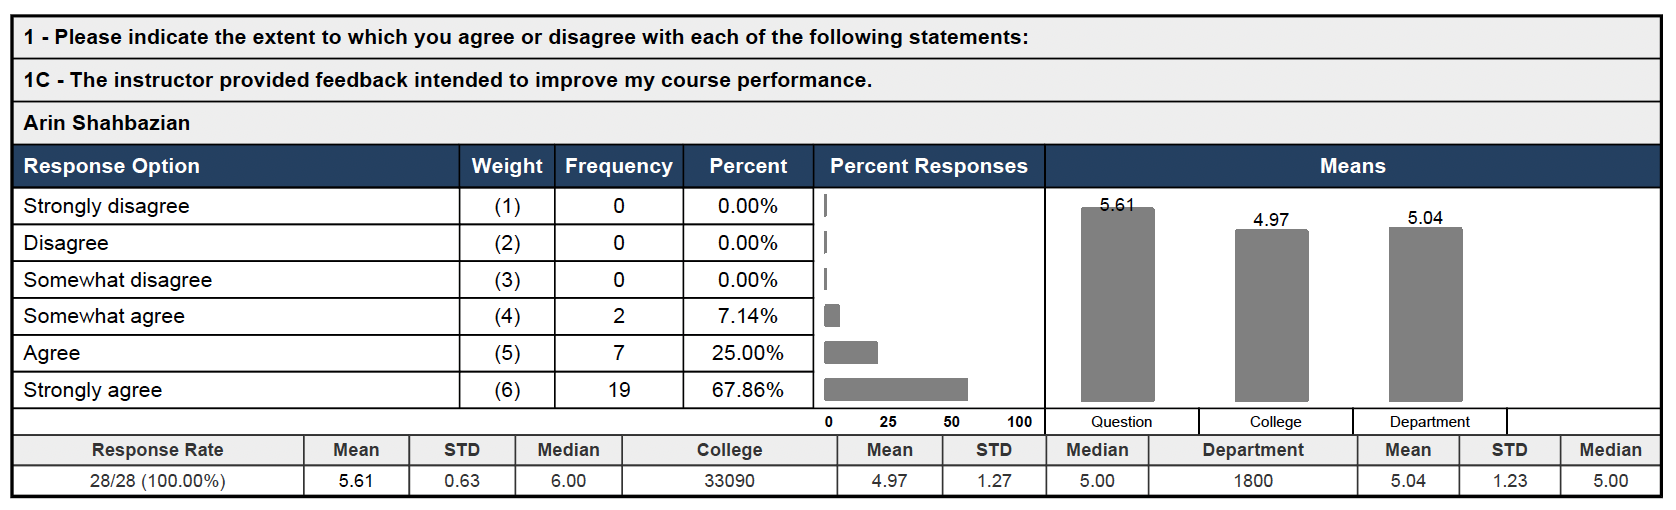 1 - Please indicate the extent to which you agree or disagree with each of the following statements:
1C - The instructor provided feedback intended to improve my course performance.
Arin Shahbazian
Response Option Weight Frequency Percent Percent Responses Means
Strongly disagree (1) 0 0.00%
Disagree (2) 0 0.00%
Somewhat disagree (3) 0 0.00%
Somewhat agree (4) 2 7.14%
Agree (5) 7 25.00%
Strongly agree (6) 19 67.86%
5.61 4.97 5.04
0 25 50 100 Question College Department
Response Rate Mean STD Median College Mean STD Median Department Mean STD Median
28/28 (100.00%) 5.61 0.63 6.00 33090 4.97 1.27 5.00 1800 5.04 1.23 5.00